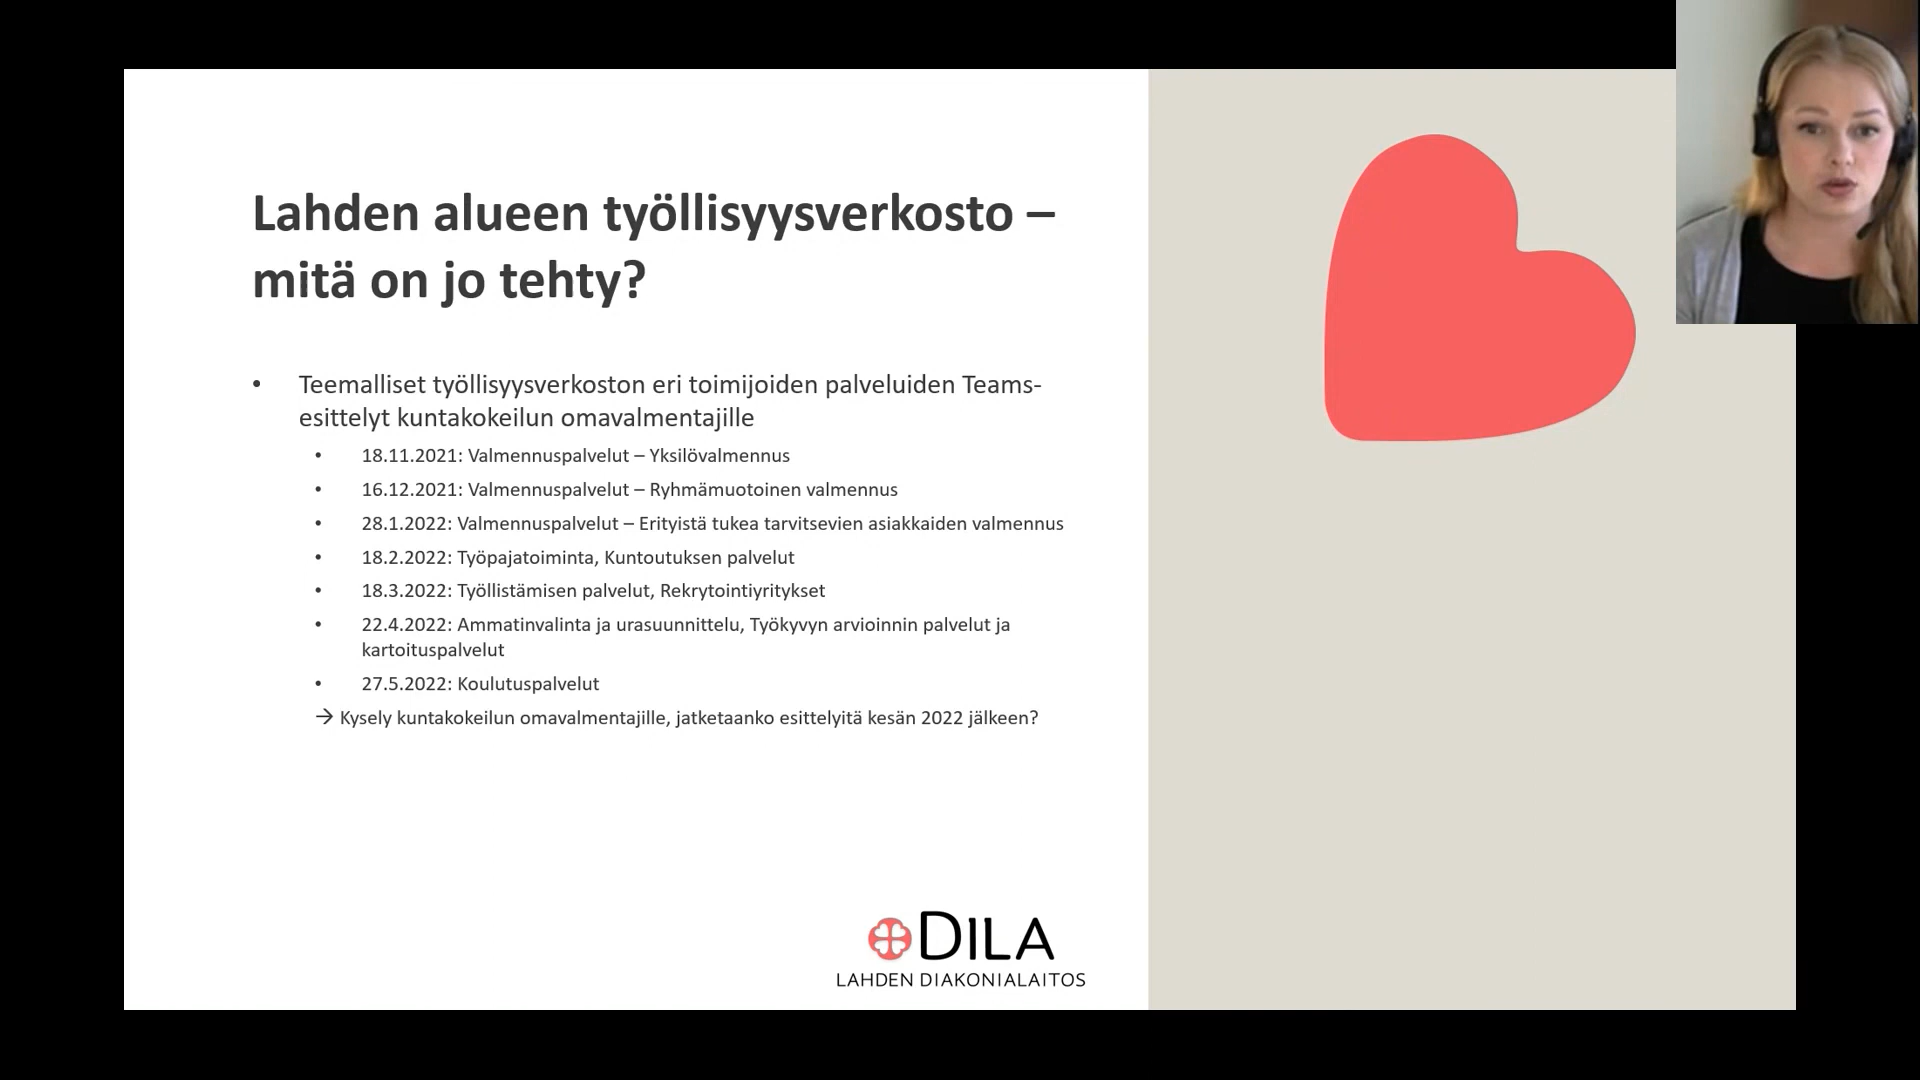 Lahden alueen työllisyysverkosto –
mitä on jo tehty?
• Teemalliset työllisyysverkoston eri toimijoiden palveluiden Teams-
esittelyt kuntakokeilun omavalmentajille
• 18.11.2021: Valmennuspalvelut – Yksilövalmennus
• 16.12.2021: Valmennuspalvelut – Ryhmämuotoinen valmennus
• 28.1.2022: Valmennuspalvelut – Erityistä tukea tarvitsevien asiakkaiden valmennus
• 18.2.2022: Työpajatoiminta, Kuntoutuksen palvelut
• 18.3.2022: Työllistämisen palvelut, Rekrytointiyritykset
• 22.4.2022: Ammatinvalinta ja urasuunnittelu, Työkyvyn arvioinnin palvelut ja
kartoituspalvelut
• 27.5.2022: Koulutuspalvelut
→ Kysely kuntakokeilun omavalmentajille, jatketaanko esittelyitä kesän 2022 jälkeen?
DILA
LAHDEN DIAKONIALAITOS